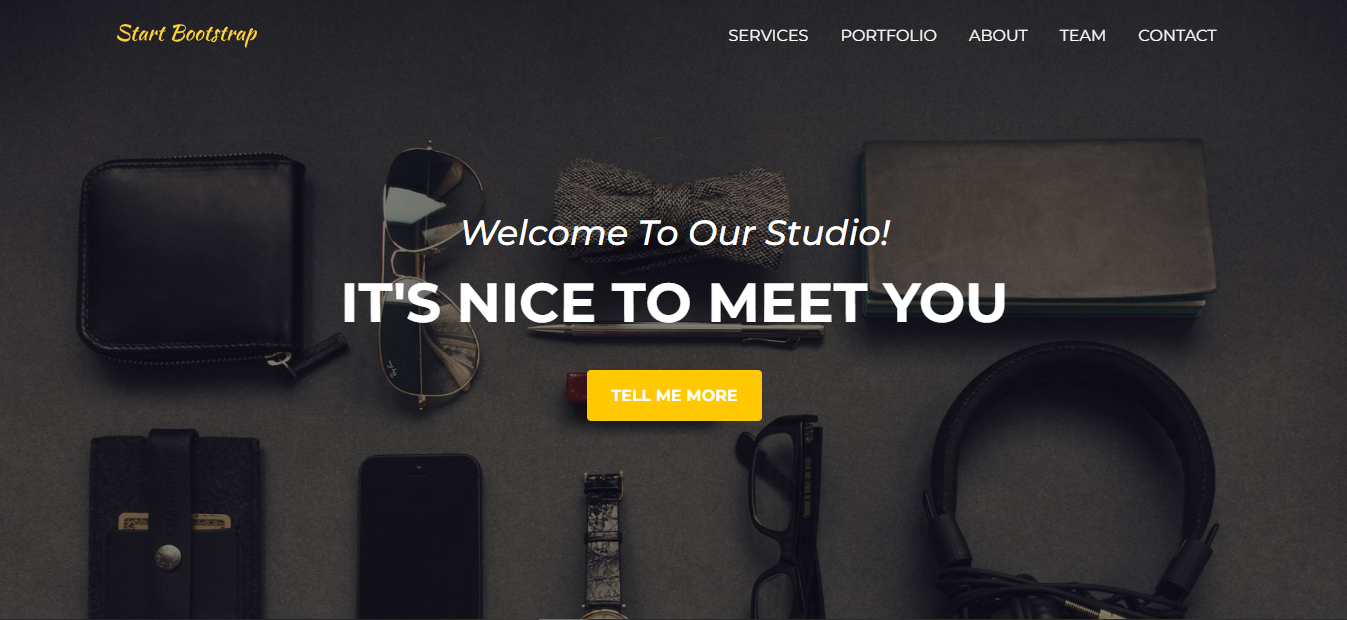 Start Bootstrap
SERVICES PORTFOLIO ABOUT TEAM CONTACT
Welcome To Our Studio!
IT'S NICE TO MEET YOU
TELL ME MORE